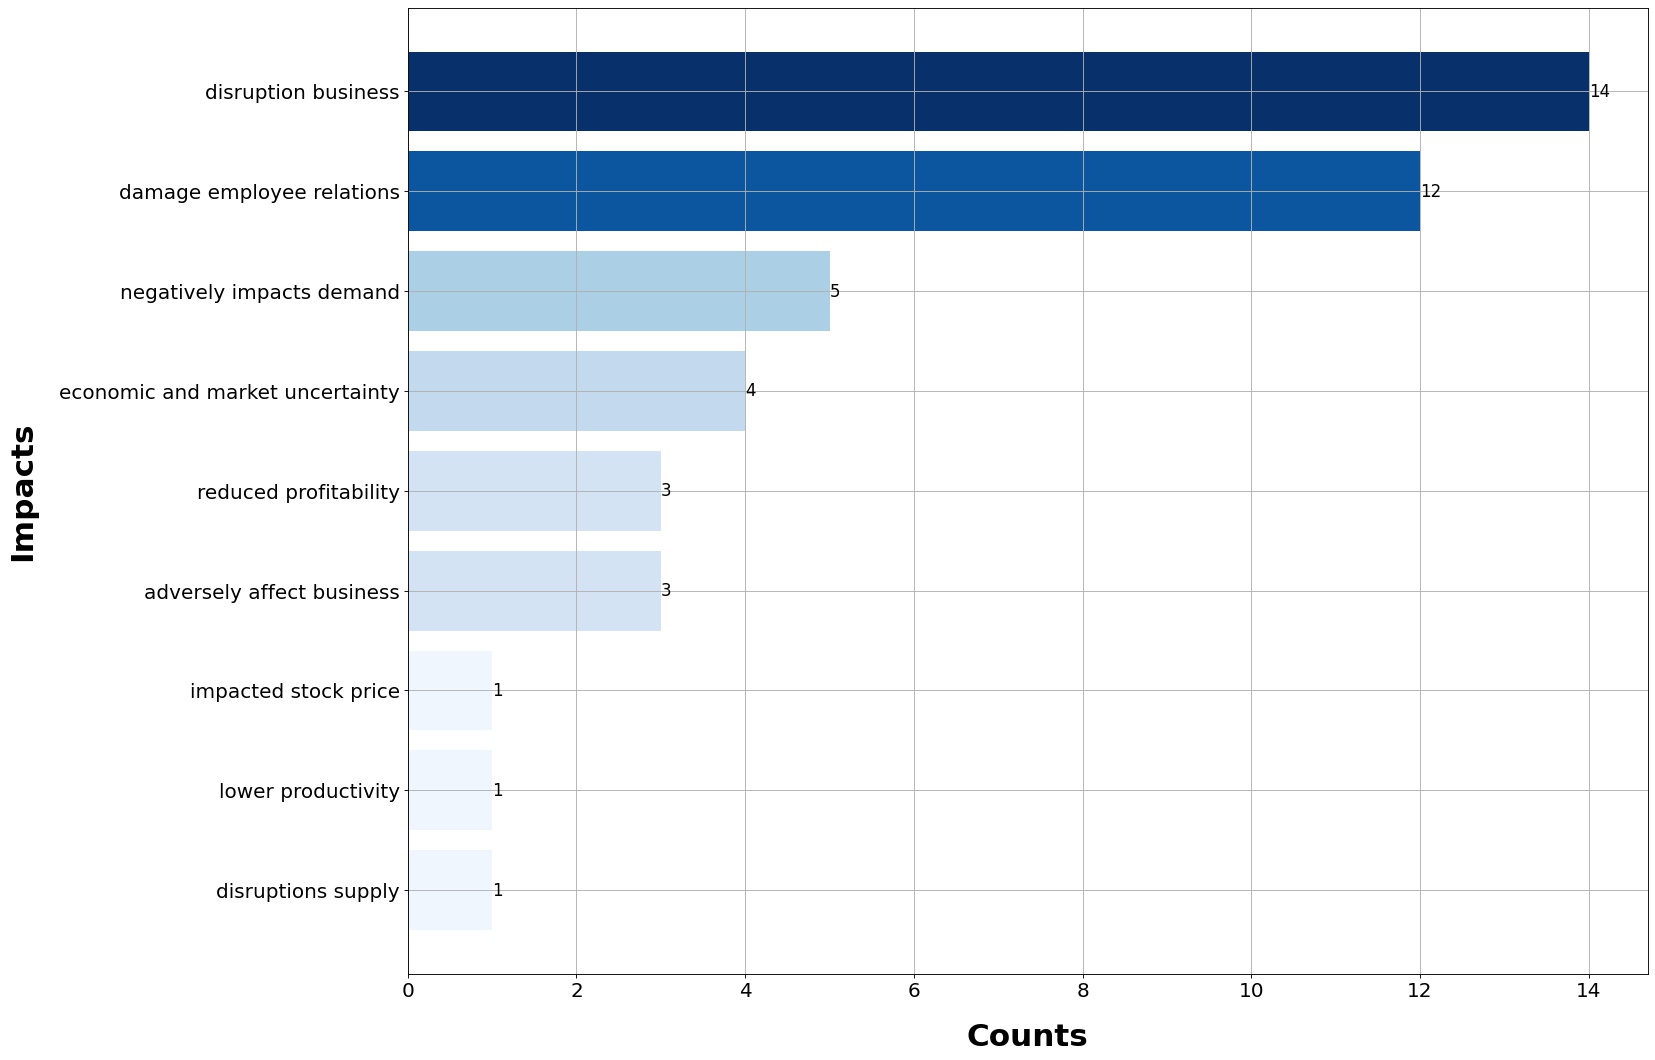 disruption business
14
damage employee relations
12
negatively impacts demand
5
economic and market uncertainty
4
reduced profitability
3
adversely affect business
3
impacted stock price
1
lower productivity
1
disruptions supply
1
Impacts
0 2 4 6 8 10 12 14
Counts